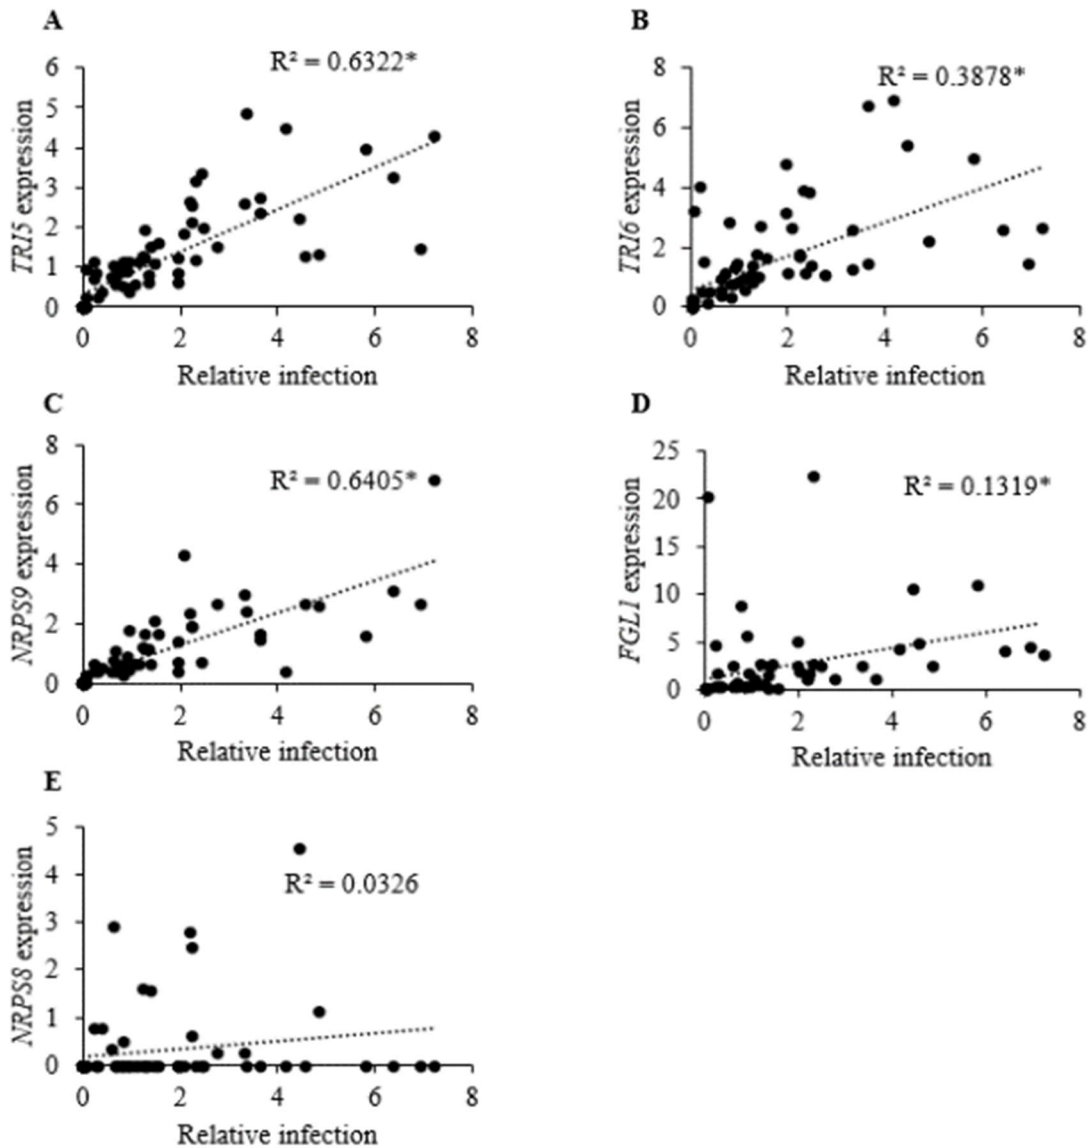 A
R² = 0.6322*
TRI5 expression
6
5
4
3
2
1
0
0 2 4 6 8
Relative infection
B
R² = 0.3878*
TRI6 expression
8
6
4
2
0
0 2 4 6 8
Relative infection
C
R² = 0.6405*
NRPS9 expression
8
6
4
2
0
0 2 4 6 8
Relative infection
D
R² = 0.1319*
FGL1 expression
25
20
15
10
5
0
0 2 4 6 8
Relative infection
E
R² = 0.0326
NRPS8 expression
5
4
3
2
1
0
0 2 4 6 8
Relative infection